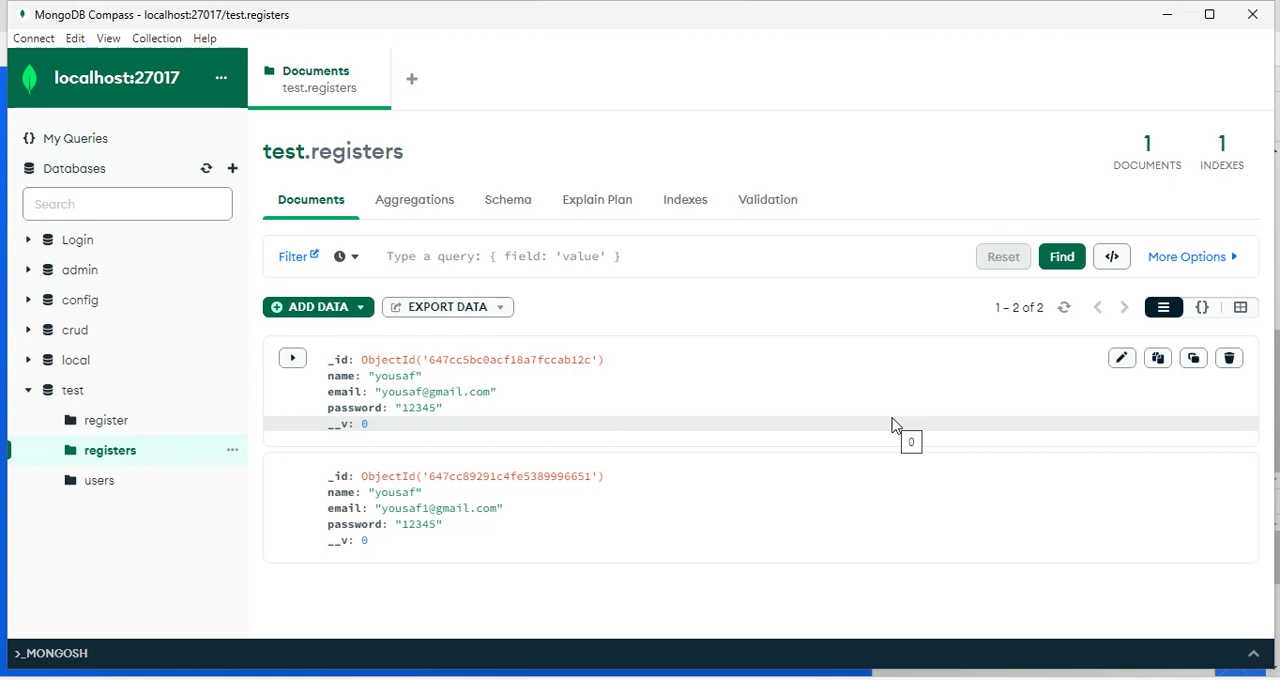 MongoDB Compass - localhost:27017/test.registers
Connect Edit View Collection Help
localhost:27017 ...
Documents
test.registers
+
{} My Queries
Databases
Search
Login
admin
config
crud
local
test
register
registers
users
test.registers
1
DOCUMENTS
1
INDEXES
Documents Aggregations Schema Explain Plan Indexes Validation
Filter Type a query: { field: 'value' } Reset Find </> More Options
ADD DATA EXPORT DATA 1 – 2 of 2 {}
_id: ObjectId('647cc5bc0acf18a7fccab12c')
name: "yousaf"
email: "yousaf@gmail.com"
password: "12345"
__v: 0
0
_id: ObjectId('647cc89291c4fe5389996651')
name: "yousaf"
email: "yousaf1@gmail.com"
password: "12345"
__v: 0
>_MONGOSH